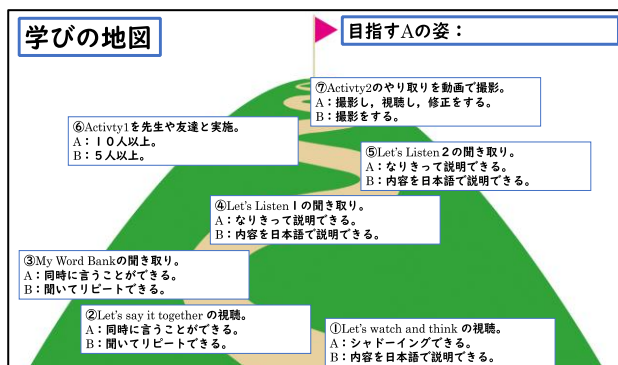 学びの地図
目指すAの姿：
⑦Activty2のやり取りを動画で撮影。
A：撮影し，視聴し，修正をする。
B：撮影をする。
⑥Activty1を先生や友達と実施。
A：１０人以上。
B：５人以上。
⑤Let's Listen２の聞き取り。
A：なりきって説明できる。
B：内容を日本語で説明できる。
④Let's Listen１の聞き取り。
A：なりきって説明できる。
B：内容を日本語で説明できる。
③My Word Bankの聞き取り。
A：同時に言うことができる。
B：聞いてリピートできる。
②Let's say it together の視聴。
A：同時に言うことができる。
B：聞いてリピートできる。
①Let's watch and think の視聴。
A：シャドーイングできる。
B：内容を日本語で説明できる。